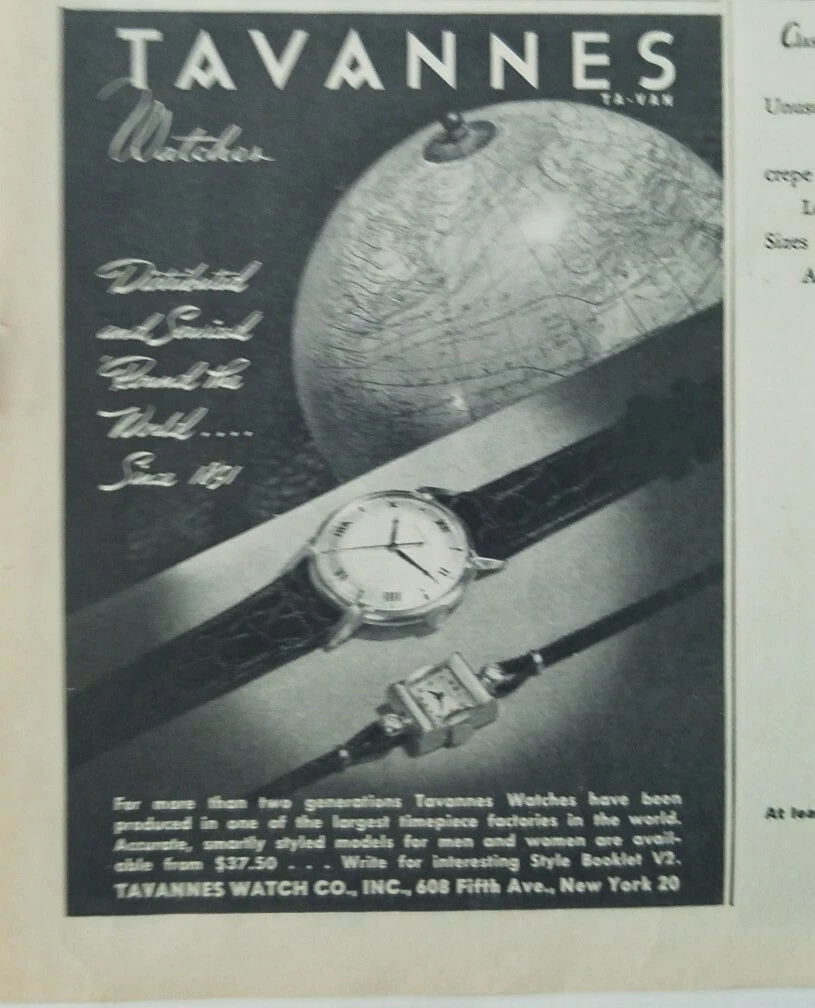 TAVANNES
TA-VAN
Watches
Distributed
and Serviced
'Round the
World....
Since 1891
For more than two generations Tavannes Watches have been
produced in one of the largest timepiece factories in the world.
Accurate, smartly styled models for men and women are avail-
able from $37.50 . . . Write for interesting Style Booklet V2.
TAVANNES WATCH CO., INC., 608 Fifth Ave., New York 20
crepe
Sizes
At